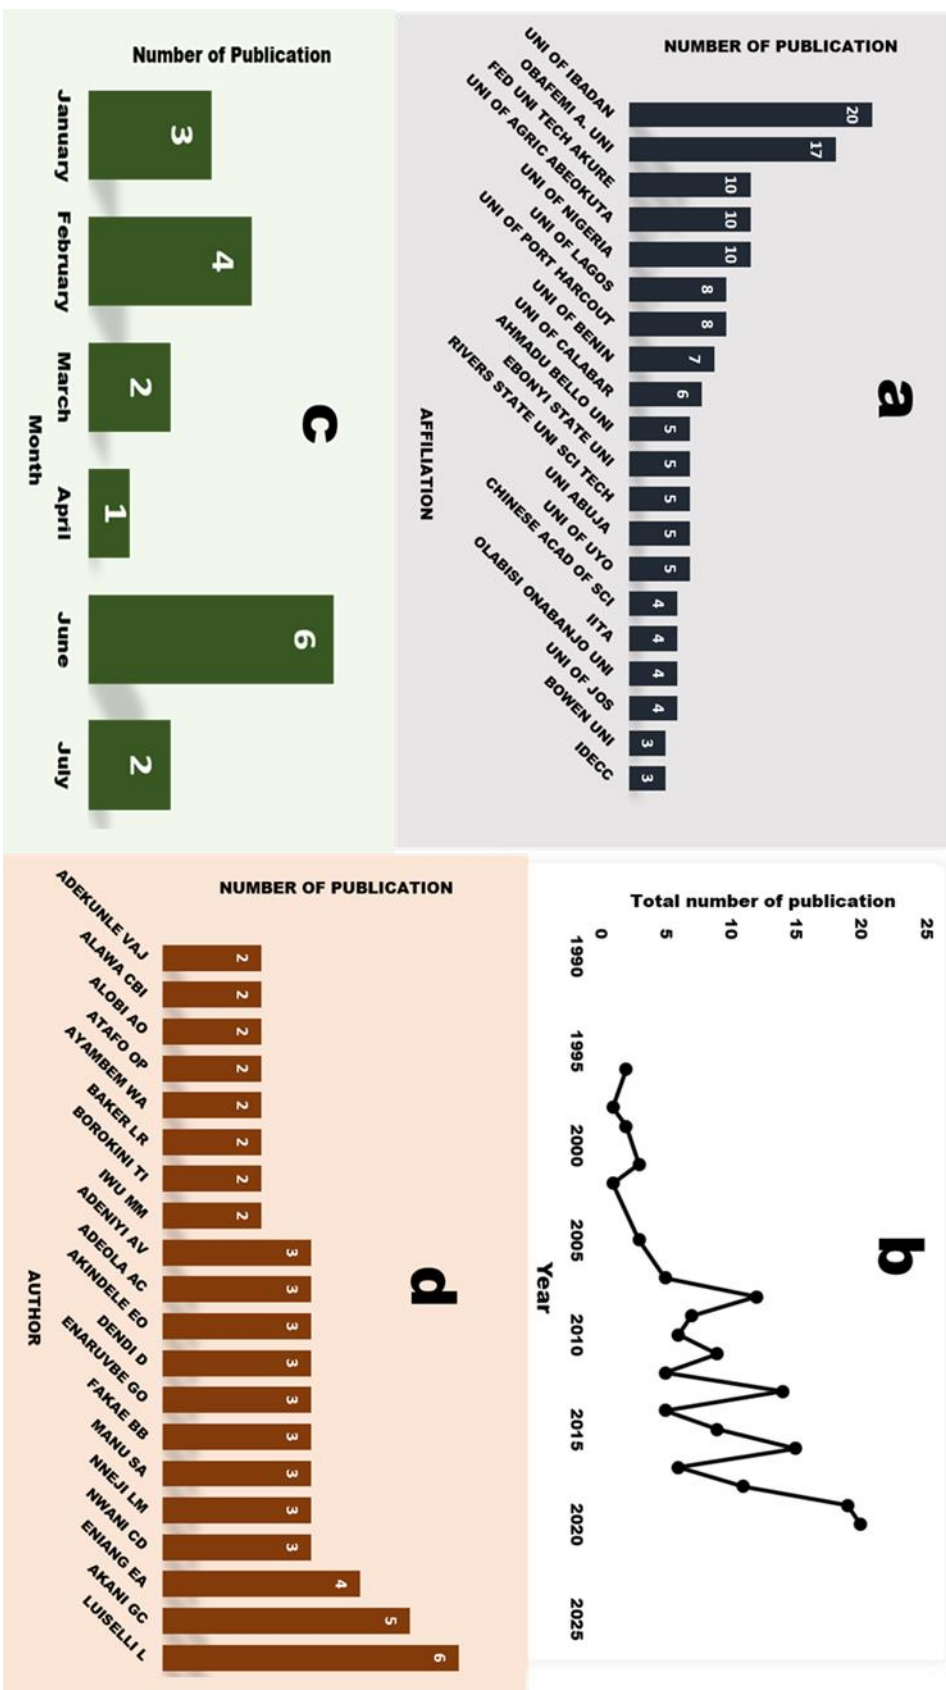 a
NUMBER OF PUBLICATION
20
17
10
10
10
8
8
7
6
5
5
5
5
5
4
4
4
4
3
3
UNI OF IBADAN
OBAFEMI A. UNI
FED UNI TECH AKURE
UNI OF AGRIC ABEOKUTA
UNI OF NIGERIA
UNI OF LAGOS
UNI OF PORT HARCOUT
UNI OF BENIN
UNI OF CALABAR
AHMADU BELLO UNI
EBONYI STATE UNI
RIVERS STATE UNI SCI TECH
UNI ABUJA
UNI OF UYO
CHINESE ACAD OF SCI
IITA
OLABISI ONABANJO UNI
UNI OF JOS
BOWEN UNI
IDECC
AFFILIATION
b
Total number of publication
25
20
15
10
5
0
1990
1995
2000
2005
2010
2015
2020
2025
Year
c
Number of Publication
3
4
2
1
6
2
January
February
March
April
June
July
Month
d
NUMBER OF PUBLICATION
2
2
2
2
2
2
2
2
3
3
3
3
3
3
3
3
3
4
5
6
ADEKUNLE VAJ
ALAWA CBI
ALOBI AO
ATAFO OP
AYAMBEM WA
BAKER LR
BOROKINI TI
IWU MM
ADENIYI AV
ADEOLA AC
AKINDELE EO
DENDI D
ENARUVBE GO
FAKAE BB
MANU SA
NNEJI LM
NWANI CD
ENIANG EA
AKANI GC
LUISELLI L
AUTHOR